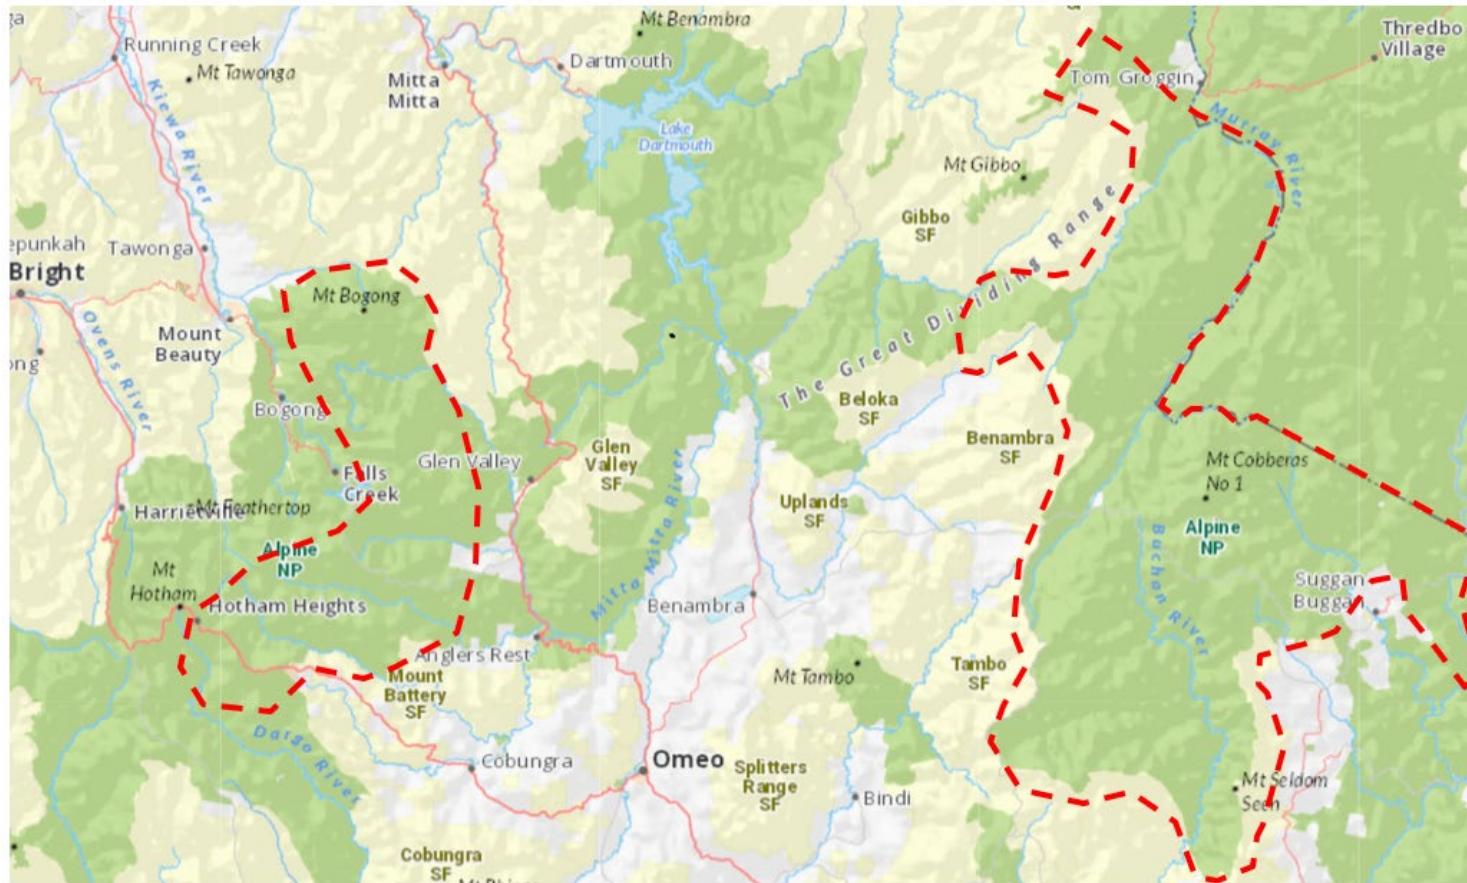 ga
Mt Benambra
Thredbo
Village
Running Creek
Mt Tawonga
Dartmouth
Mitta
Mitta
Tom Groggin
Kiewa River
Murray River
Lake
Dartmouth
Mt Gibbo
Gibbo
SF
epunkah
Tawonga
Bright
Mt Bogong
The Great Dividing Range
Ovens River
Mount
Beauty
ong
Bogong
Beloka
SF
Benambra
SF
Glen
Valley
SF
Glen Valley
Falls
Creek
Mt Cobberas
No 1
Uplands
SF
Harrietville
Mt Feathertop
Alpine
NP
Alpine
NP
Mitta Mitta River
Buchan River
Mt
Hotham
Hotham Heights
Suggan
Buggan
Benambra
Anglers Rest
Mount
Battery
SF
Mt Tambo
Tambo
SF
Dargo River
Cobungra
Omeo
Splitters
Range
SF
Bindi
Mt Seldom
Seen
Cobungra
SF